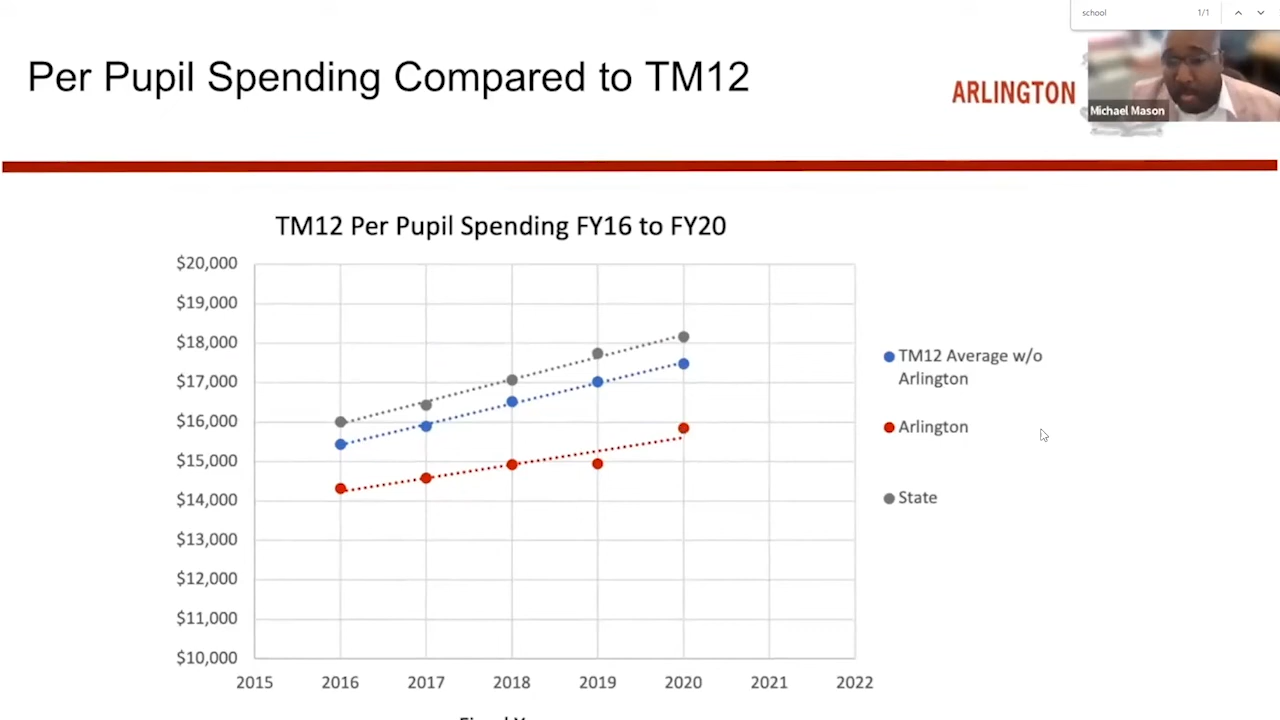 school 1/1
Per Pupil Spending Compared to TM12
ARLINGTON
Michael Mason
TM12 Per Pupil Spending FY16 to FY20
$20,000
$19,000
$18,000
$17,000
$16,000
$15,000
$14,000
$13,000
$12,000
$11,000
$10,000
2015 2016 2017 2018 2019 2020 2021 2022
TM12 Average w/o
Arlington
Arlington
State